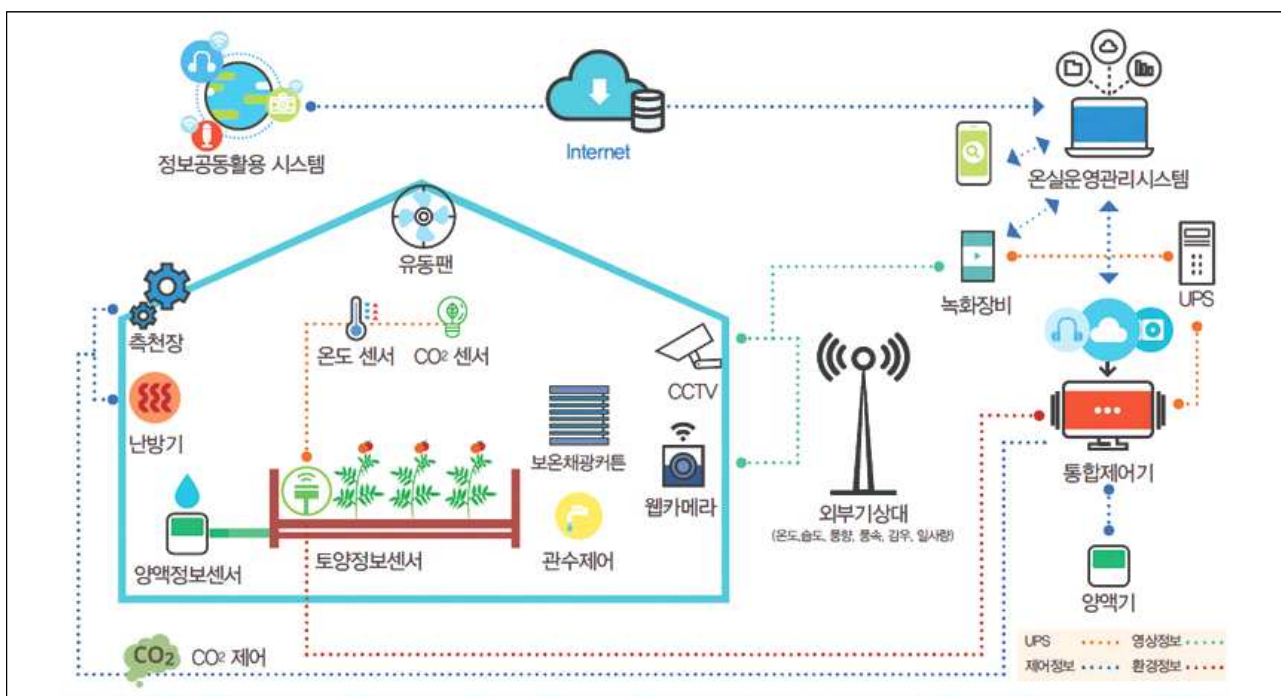 정보공동활용 시스템
Internet
온실운영관리시스템
유동팬
녹화장비
UPS
측천장
온도 센서
CO2 센서
CCTV
난방기
보온채광커튼
웹카메라
통합제어기
외부기상대
(온도,습도, 풍향, 풍속, 감우, 일사량)
양액정보센서
토양정보센서
관수제어
양액기
CO2
CO2 제어
UPS
영상정보
제어정보
환경정보